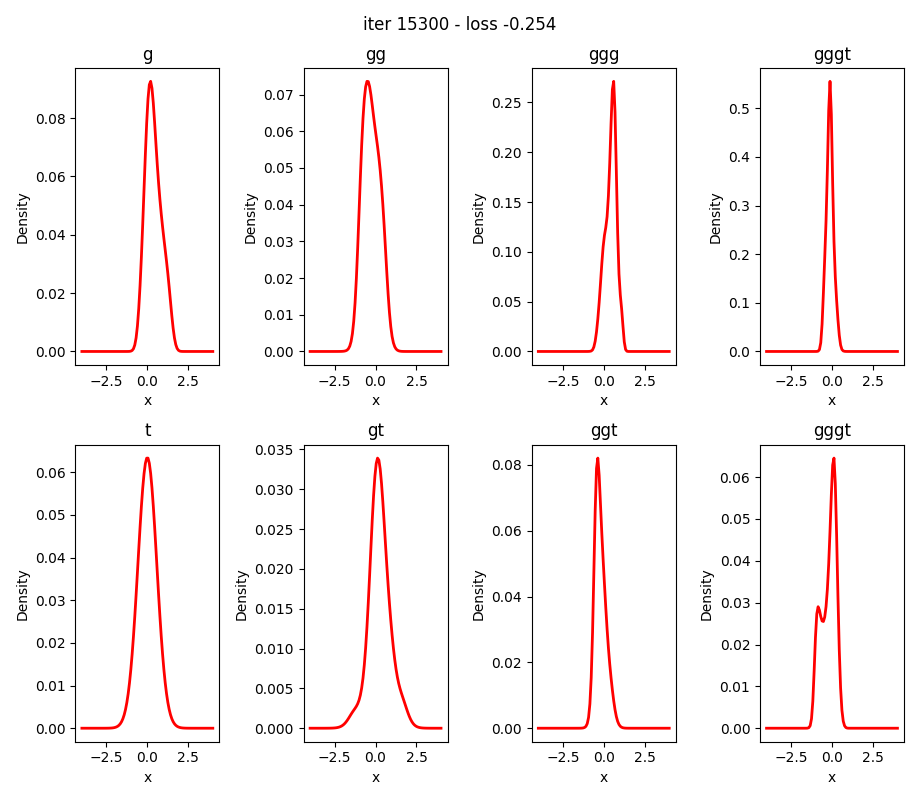 iter 15300 - loss -0.254
g
gg
ggg
gggt
0.08
0.06
0.04
0.02
0.00
Density
−2.5 0.0 2.5
x
0.07
0.06
0.05
0.04
0.03
0.02
0.01
0.00
Density
−2.5 0.0 2.5
x
0.25
0.20
0.15
0.10
0.05
0.00
Density
−2.5 0.0 2.5
x
0.5
0.4
0.3
0.2
0.1
0.0
Density
−2.5 0.0 2.5
x
t
gt
ggt
gggt
0.06
0.05
0.04
0.03
0.02
0.01
0.00
Density
−2.5 0.0 2.5
x
0.035
0.030
0.025
0.020
0.015
0.010
0.005
0.000
Density
−2.5 0.0 2.5
x
0.08
0.06
0.04
0.02
0.00
Density
−2.5 0.0 2.5
x
0.06
0.05
0.04
0.03
0.02
0.01
0.00
Density
−2.5 0.0 2.5
x